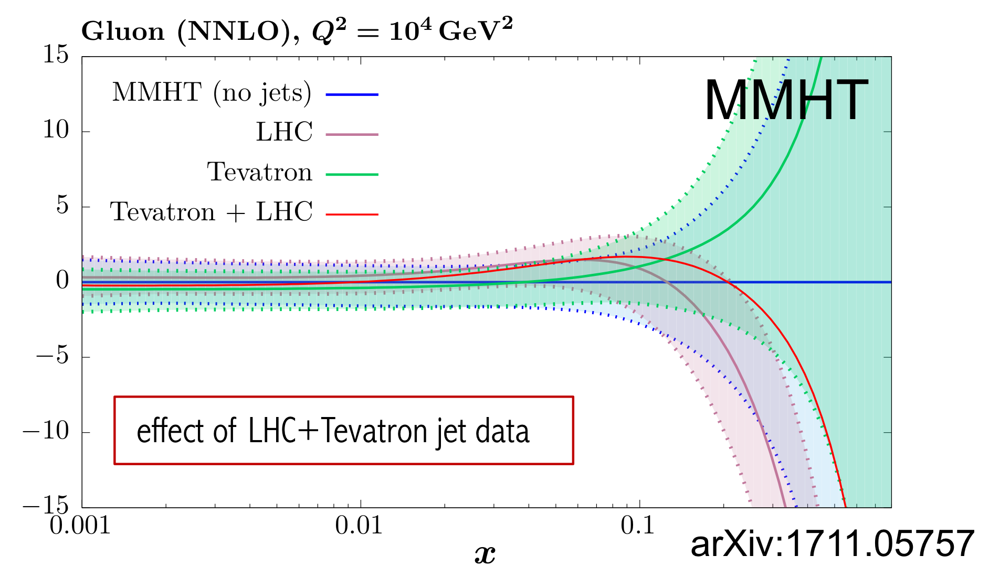 Gluon (NNLO), Q² = 10⁴ GeV²
15
10
5
0
−5
−10
−15
MMHT (no jets)
LHC
Tevatron
Tevatron + LHC
MMHT
effect of LHC+Tevatron jet data
0.001 0.01 0.1
x
arXiv:1711.05757